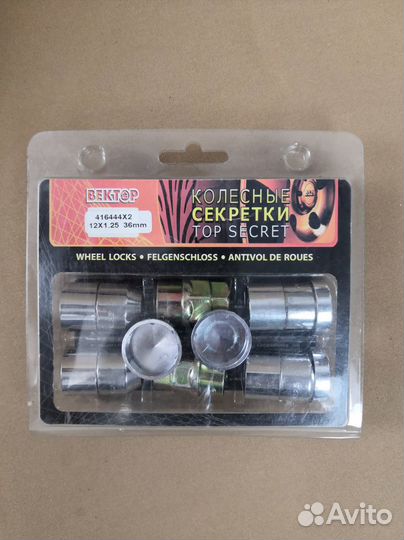 ВЕКТОР
416444X2
12X1.25 36mm
КОЛЕСНЫЕ
СЕКРЕТКИ
TOP SECRET
WHEEL LOCKS • FELGENSCHLOSS • ANTIVOL DE ROUES
Avito